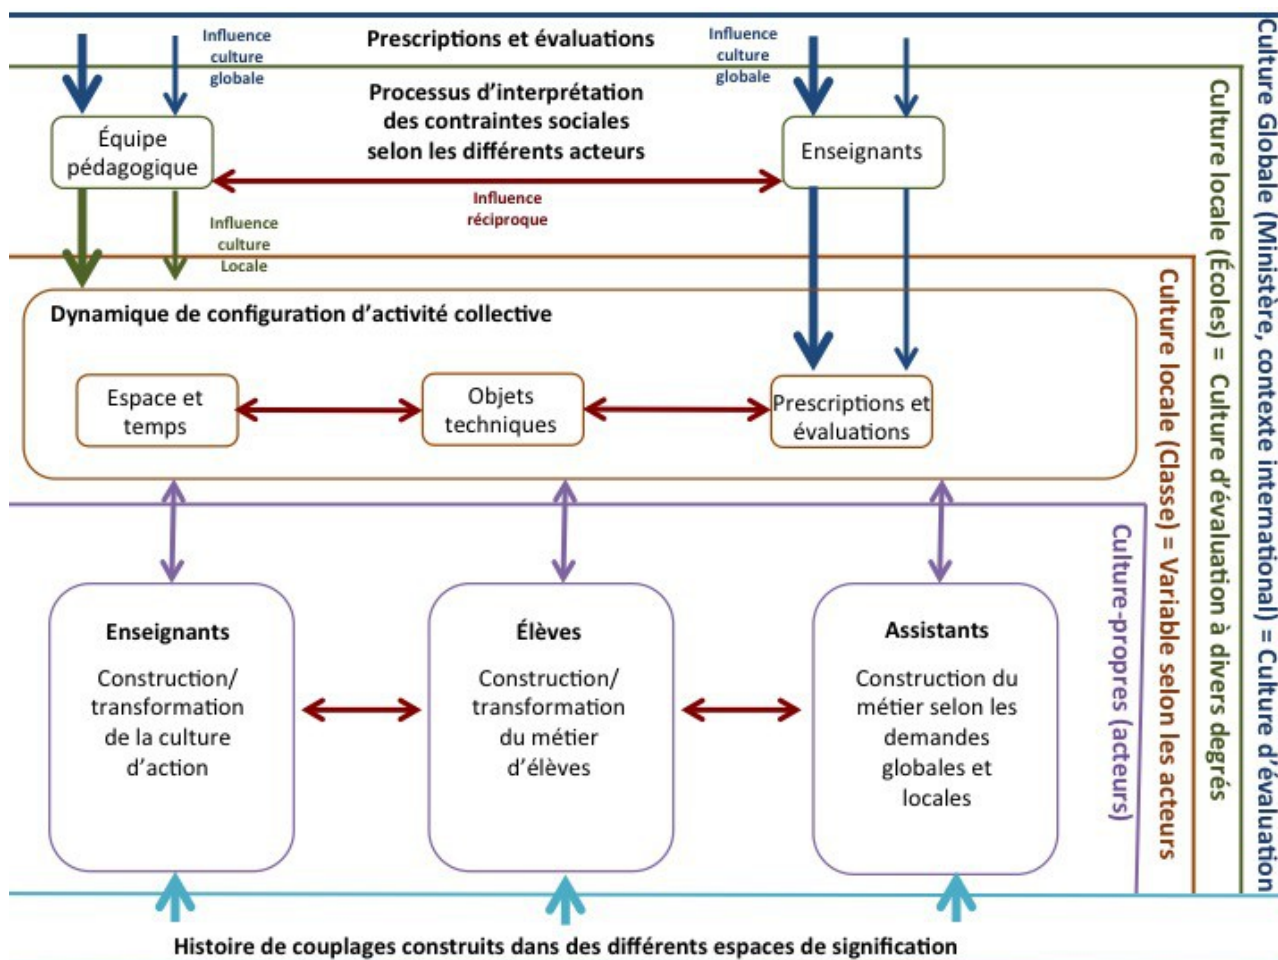 Influence
culture
globale
Prescriptions et évaluations
Influence
culture
globale
Processus d'interprétation
des contraintes sociales
selon les différents acteurs
Équipe
pédagogique
Enseignants
Influence
réciproque
Influence
culture
Locale
Dynamique de configuration d'activité collective
Espace et
temps
Objets
techniques
Prescriptions et
évaluations
Enseignants
Construction/
transformation
de la culture
d'action
Élèves
Construction/
transformation
du métier
d'élèves
Assistants
Construction du
métier selon les
demandes
globales et
locales
Culture-propres (acteurs)
Culture locale (Classe) = Variable selon les acteurs
Culture locale (Écoles) = Culture d'évaluation à divers degrés
Culture Globale (Ministère, contexte international) = Culture d'évaluation
Histoire de couplages construits dans des différents espaces de signification